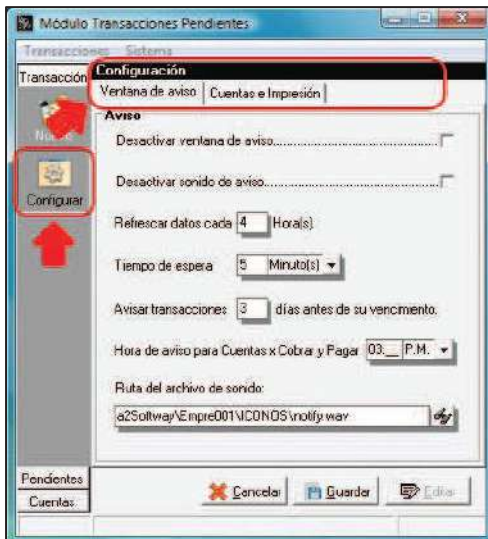 Módulo Transacciones Pendientes
Transacciones Sistema
Transacción
Configuración
Ventana de aviso Cuentas e Impresión
Aviso
Desactivar ventana de aviso
Desactivar sonido de aviso
Configurar
Refrescar datos cada 4 Hora(s)
Tiempo de espera 5 Minuto(s)
Avisar transacciones 3 días antes de su vencimiento.
Hora de aviso para Cuentas x Cobrar y Pagar 03:__ P.M.
Ruta del archivo de sonido:
a2Softway\Empre001\ICONOS\notify.wav
Pendientes
Cuentas
Cancelar Guardar Editar